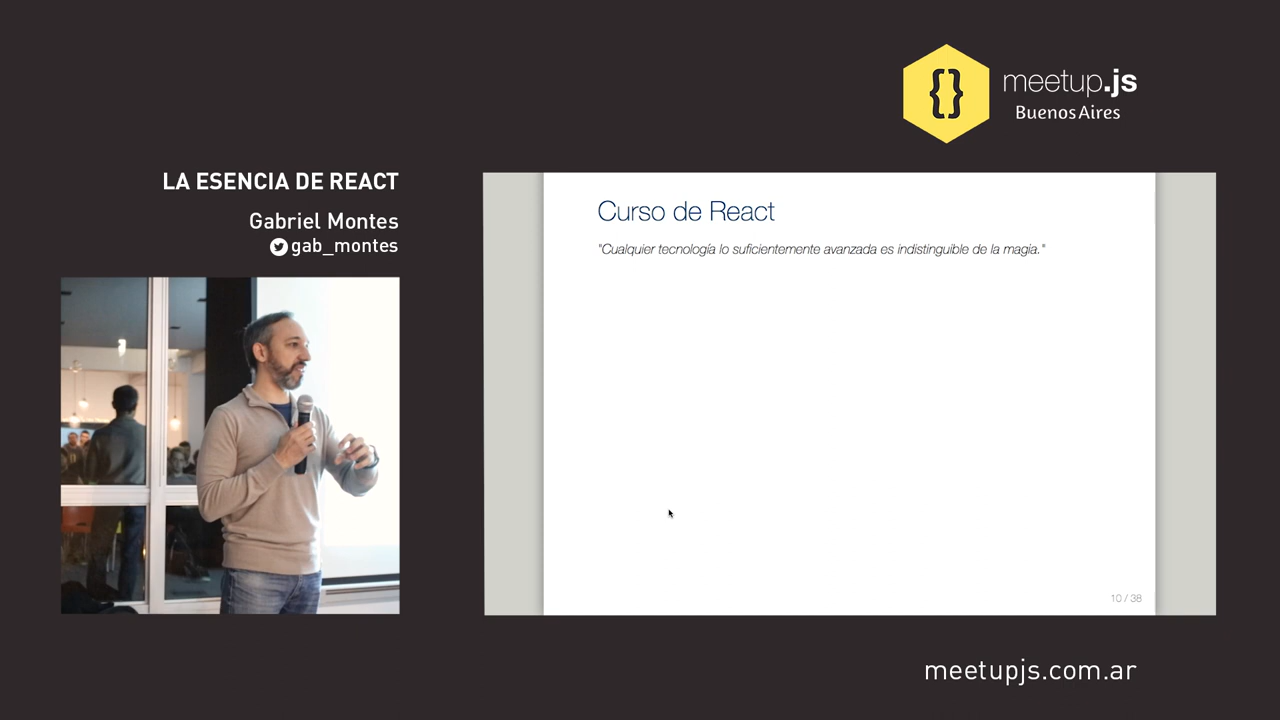 {}
meetup.js
Buenos Aires
LA ESENCIA DE REACT
Gabriel Montes
gab_montes
Curso de React
"Cualquier tecnología lo suficientemente avanzada es indistinguible de la magia."
10 / 38
meetupjs.com.ar